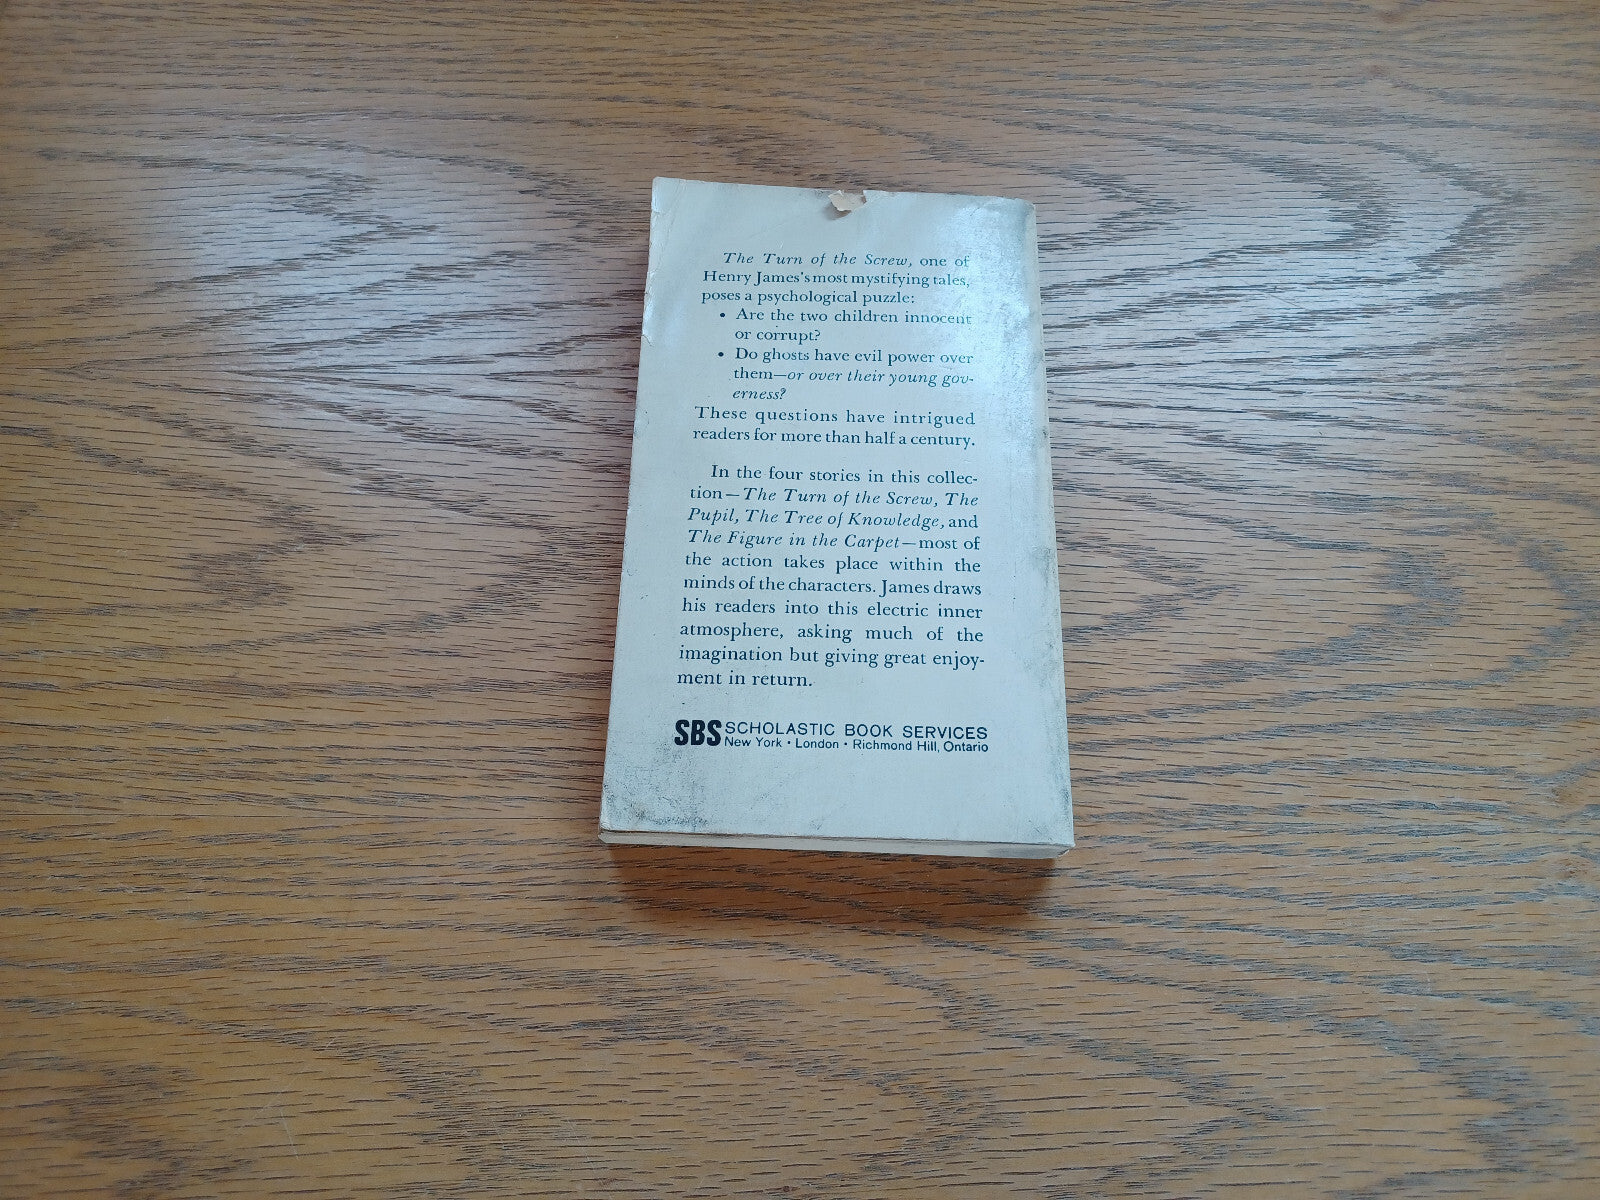 The Turn of the Screw, one of
Henry James's most mystifying tales,
poses a psychological puzzle:
• Are the two children innocent
or corrupt?
• Do ghosts have evil power over
them—or over their young gov-
erness?
These questions have intrigued
readers for more than half a century.
In the four stories in this collec-
tion—The Turn of the Screw, The
Pupil, The Tree of Knowledge, and
The Figure in the Carpet—most of
the action takes place within the
minds of the characters. James draws
his readers into this electric inner
atmosphere, asking much of the
imagination but giving great enjoy-
ment in return.
SBS SCHOLASTIC BOOK SERVICES
New York • London • Richmond Hill, Ontario